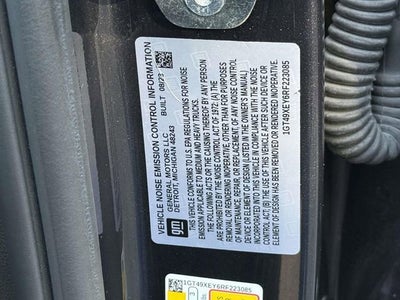 VEHICLE NOISE EMISSION CONTROL INFORMATION
GENERAL MOTORS LLC BUILT 08/23
DETROIT, MICHIGAN 48243
gm
THIS VEHICLE CONFORMS TO U.S. EPA REGULATIONS FOR NOISE
EMISSION APPLICABLE TO MEDIUM AND HEAVY TRUCKS.
THE FOLLOWING ACTS OR THE CAUSING THEREOF BY ANY PERSON
ARE PROHIBITED BY THE NOISE CONTROL ACT OF 1972. (A) THE
REMOVAL OR RENDERING INOPERATIVE, OTHER THAN FOR PURPOSES
OF MAINTENANCE, REPAIR, OR REPLACEMENT, OF ANY NOISE CONTROL
DEVICE OR ELEMENT OF DESIGN (LISTED IN OWNER'S MANUAL)
INCORPORATED INTO THIS VEHICLE IN COMPLIANCE WITH THE NOISE
CONTROL ACT. (B) THE USE OF THIS VEHICLE AFTER SUCH DEVICE OR
ELEMENT OF DESIGN HAS BEEN REMOVED OR RENDERED INOPERATIVE.
1GT49XEY6RF223085
1GT49XEY6RF223085